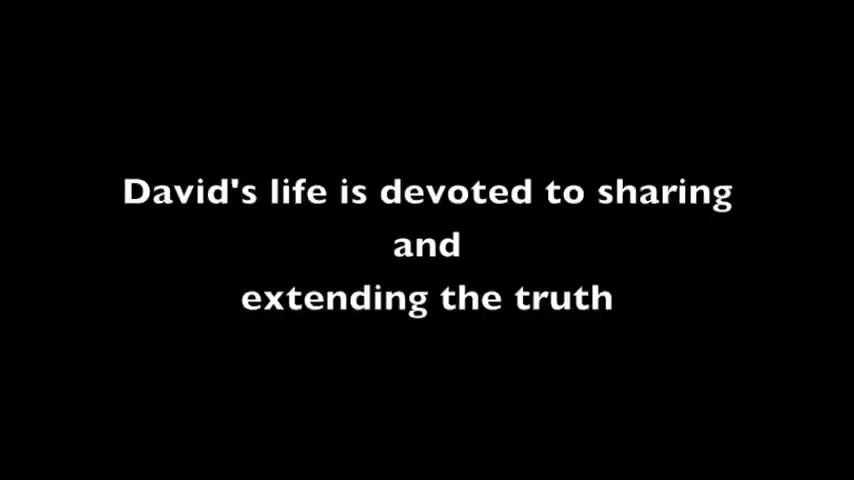 David's life is devoted to sharing
and
extending the truth